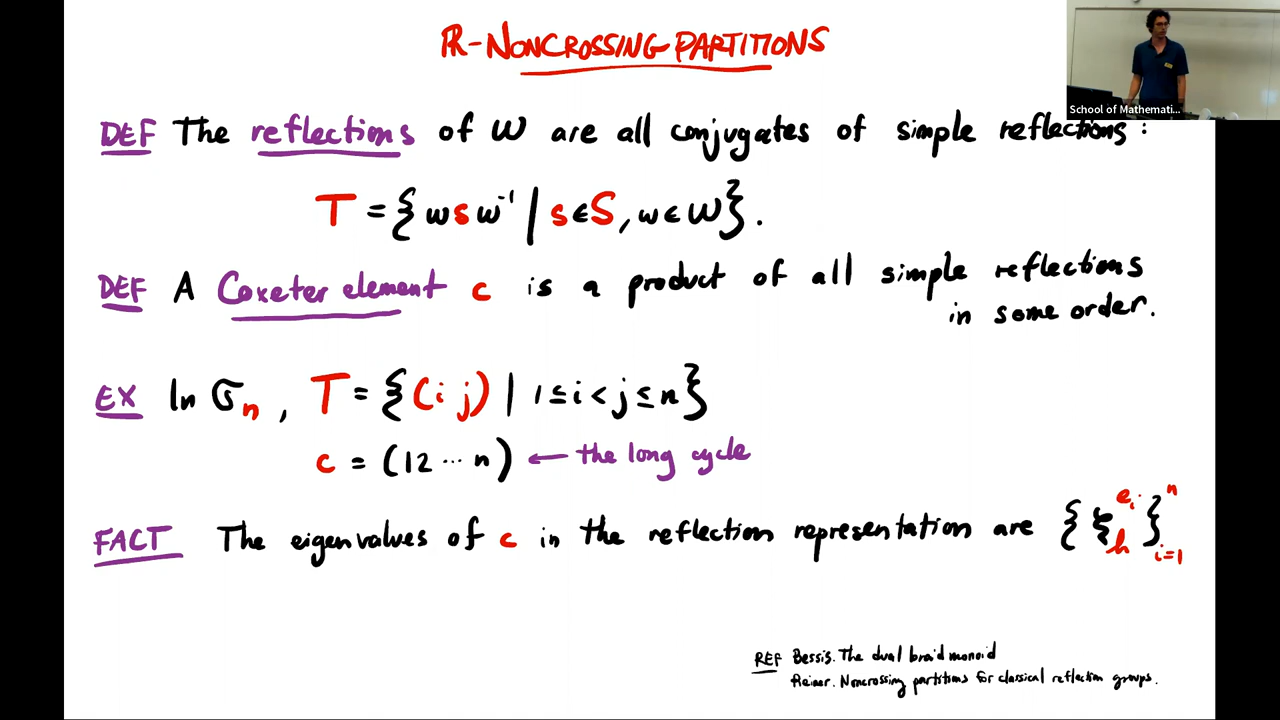 R-NONCROSSING PARTITIONS
School of Mathemati...
DEF The reflections of W are all conjugates of simple reflections:
T = {wsw⁻¹ | s∈S, w∈W}.
DEF A Coxeter element c is a product of all simple reflections
in some order.
EX In 𝔖ₙ, T = {(i j) | 1≤i<j≤n}
c = (12 ··· n) ← the long cycle
FACT The eigenvalues of c in the reflection representation are {ξ_h^{e_i}}_{i=1}^n
REF Bessis. The dual braid monoid
Reiner. Noncrossing partitions for classical reflection groups.